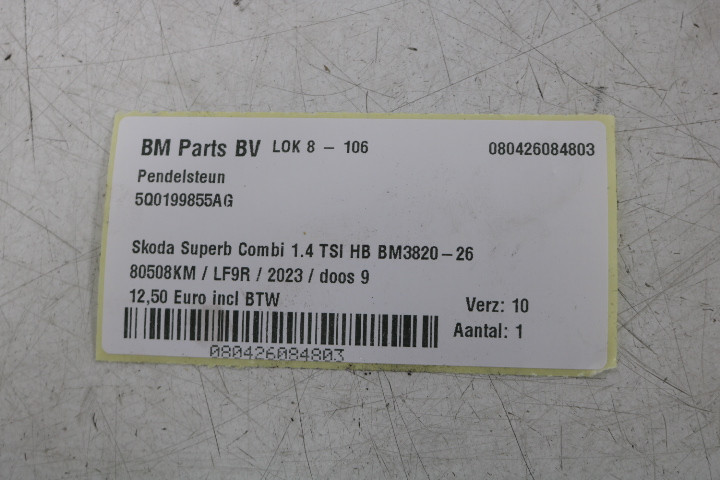 BM Parts BV LOK 8 - 106 080426084803
Pendelsteun
5Q0199855AG
Skoda Superb Combi 1.4 TSI HB BM3820-26
80508KM / LF9R / 2023 / doos 9
12,50 Euro incl BTW Verz: 10
Aantal: 1
080426084803